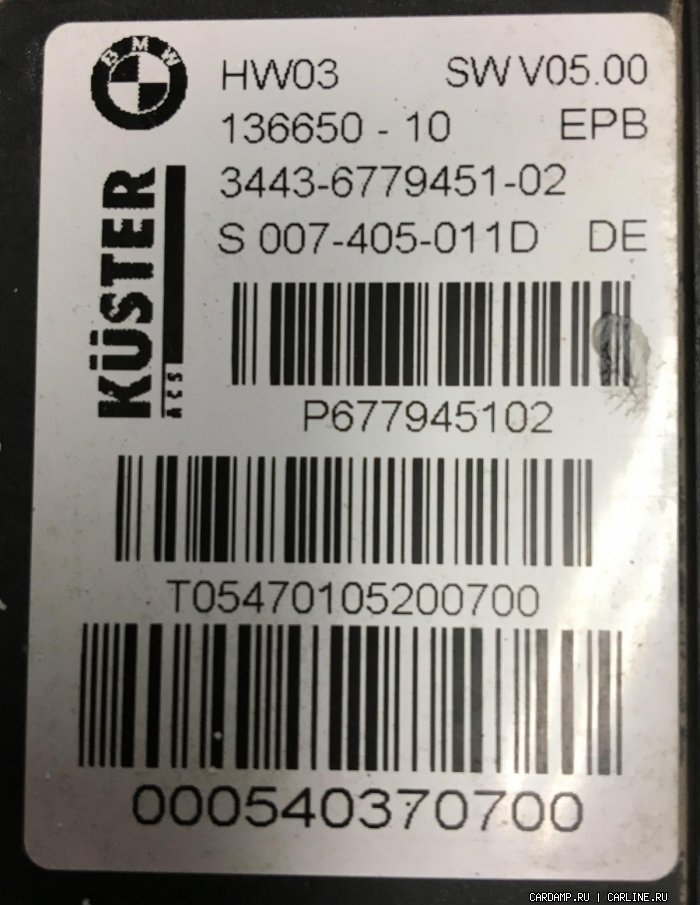 BMW
HW03 SW V05.00
136650 - 10 EPB
3443-6779451-02
S 007-405-011D DE
KÜSTER
ACS
P677945102
T05470105200700
000540370700
CARDAMP.RU | CARLINE.RU